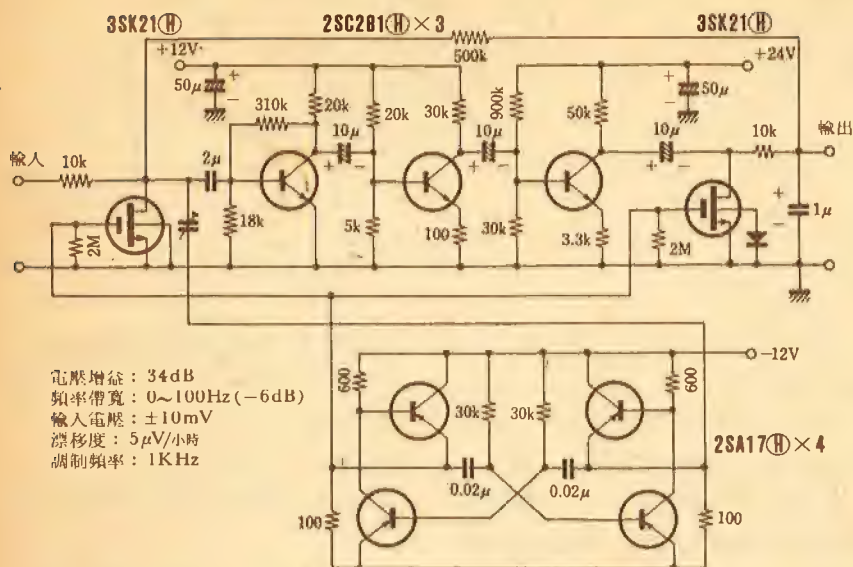 3SK21Ⓗ 2SC281Ⓗ×3 3SK21Ⓗ
+12V 500k +24V
50μ + − 310k 20k 20k 30k 900k 50k + − 50μ
10μ 10μ 10μ
輸入 10k 2μ + − + − + − 10k 輸出
2M 18k 5k 100 30k 3.3k 2M + − 1μ
−12V
600 30k 30k 600
電壓增益：34dB
頻率帶寬：0~100Hz(−6dB)
輸入電壓：±10mV
漂移度：5μV/小時
調制頻率：1KHz
2SA17Ⓗ×4
0.02μ 0.02μ
100 100